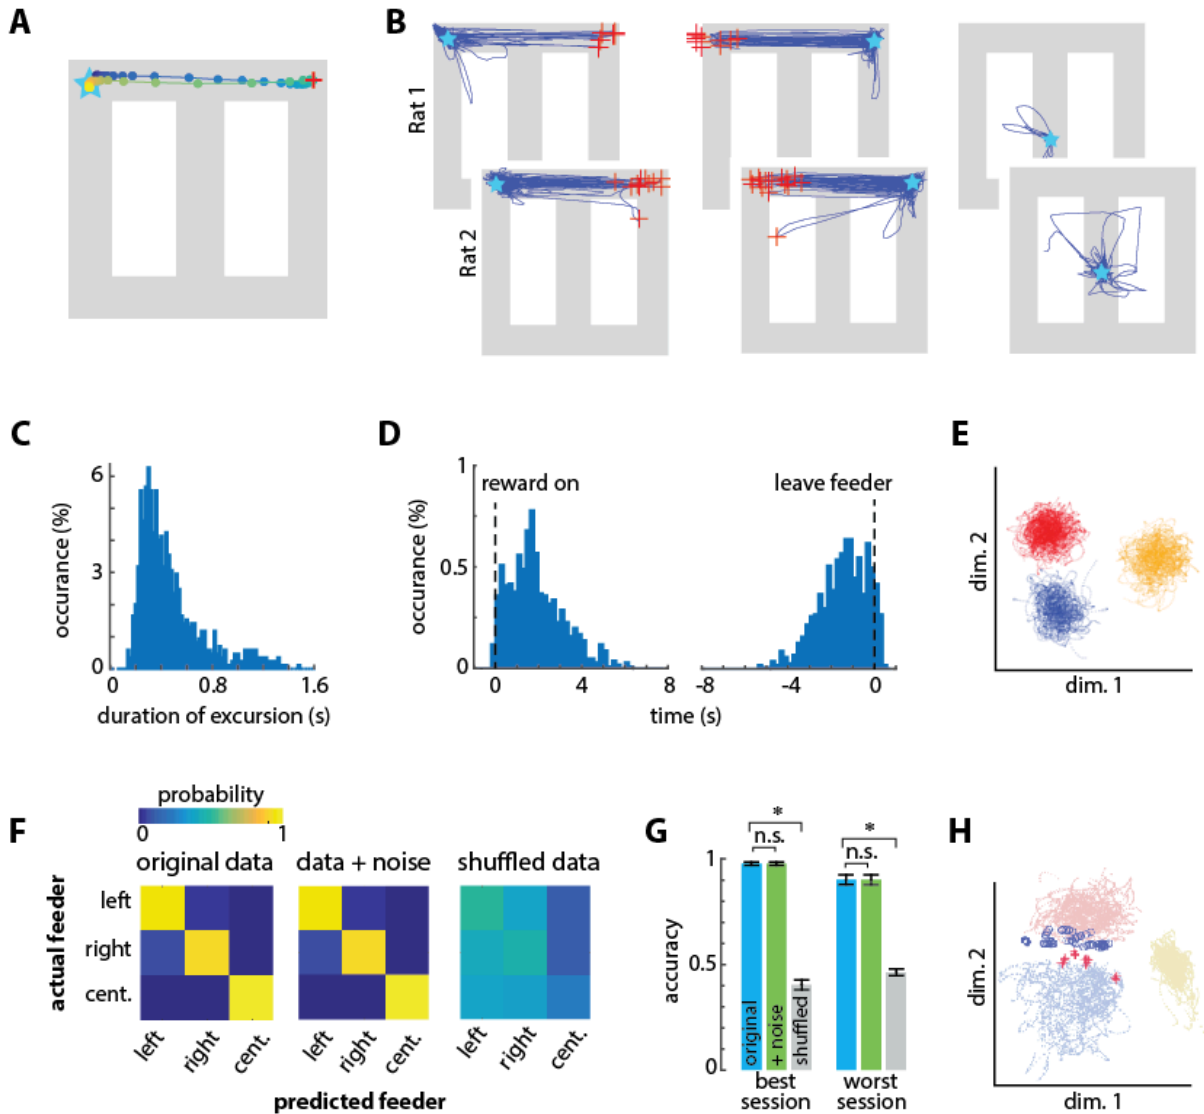 A
B
Rat 1
Rat 2
C
D
E
6
3
0
occurance (%)
0
0.8
1.6
duration of excursion (s)
1
0.5
0
occurance (%)
reward on
leave feeder
0
4
8
-8
-4
0
time (s)
dim. 2
dim. 1
F
probability
0
1
original data
data + noise
shuffled data
actual feeder
left
right
cent.
left
right
cent.
left
right
cent.
left
right
cent.
predicted feeder
G
*
n.s.
*
n.s.
1
0.5
0
accuracy
original
+ noise
shuffled
best
session
worst
session
H
dim. 2
dim. 1